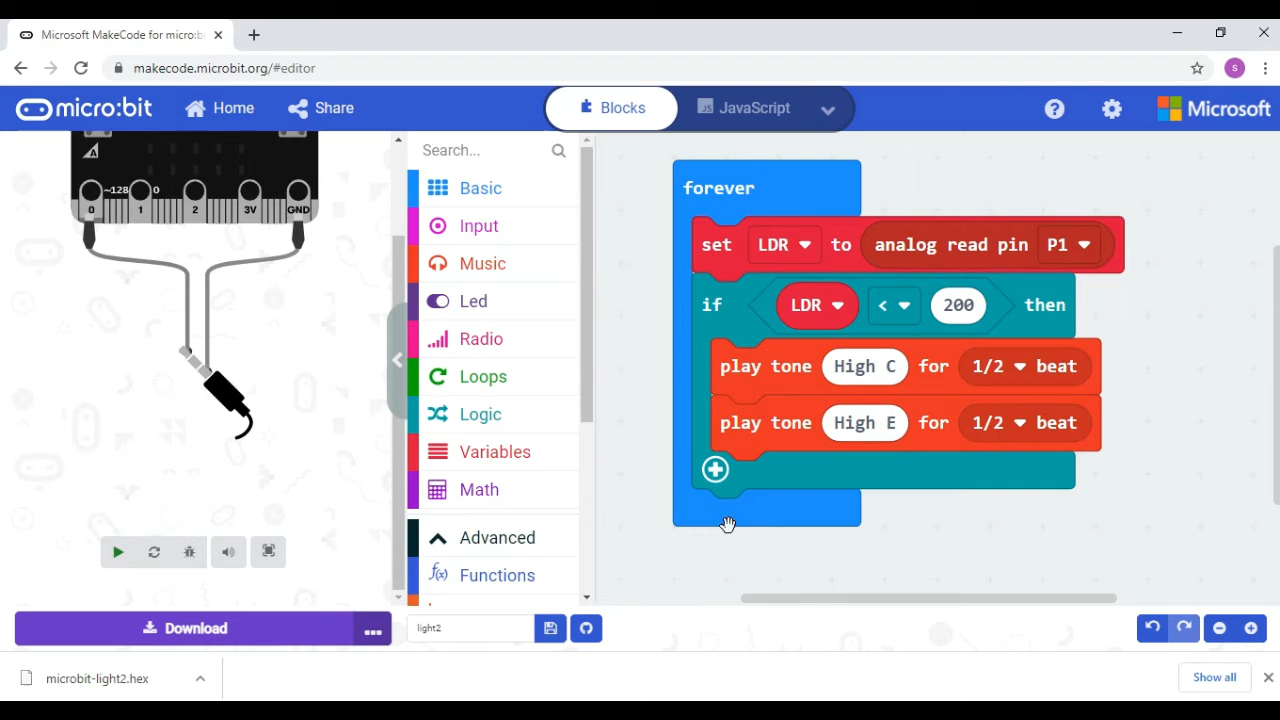 Microsoft MakeCode for micro:b
makecode.microbit.org/#editor
S
micro:bit
Home
Share
Blocks
JS JavaScript
?
Microsoft
A
~128 0
0 1 2 3V GND
Search...
Basic
Input
Music
Led
Radio
Loops
Logic
Variables
Math
Advanced
f(x) Functions
forever
set LDR to analog read pin P1
if LDR < 200 then
play tone High C for 1/2 beat
play tone High E for 1/2 beat
Download
...
light2
microbit-light2.hex
Show all